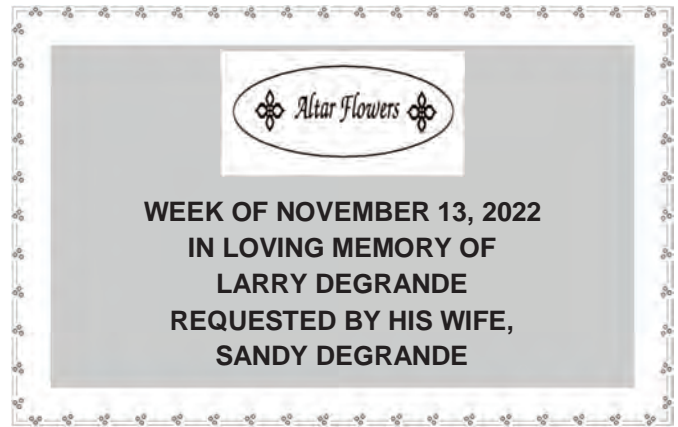 Altar Flowers
WEEK OF NOVEMBER 13, 2022
IN LOVING MEMORY OF
LARRY DEGRANDE
REQUESTED BY HIS WIFE,
SANDY DEGRANDE